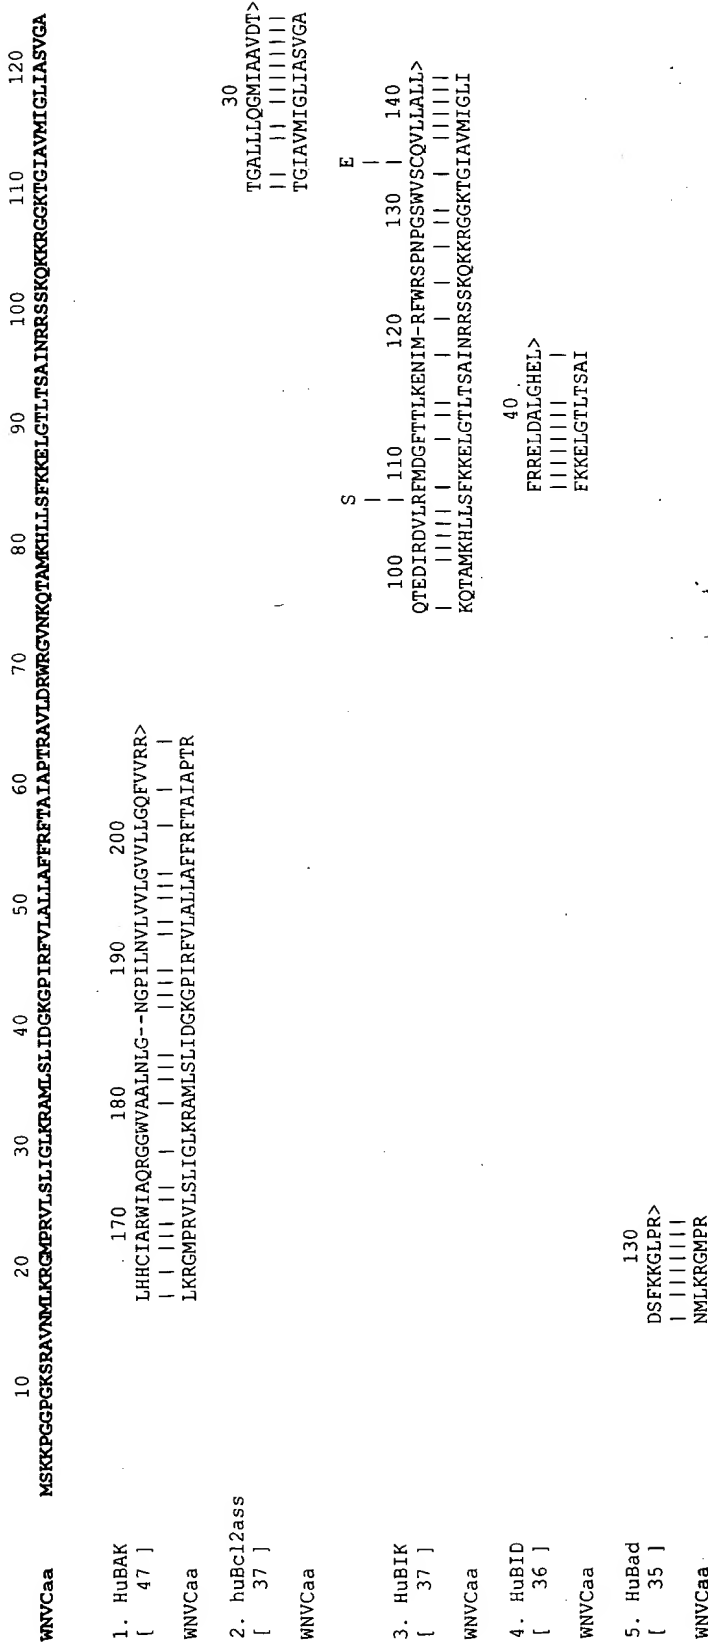 10 20 30 40 50 60 70 80 90 100 110 120
WNVCaa MSKKPGGPGKSRAVNMLKRGMPRVLSLIGLKRAMLSLIDGKGPIRFVLALLAFFRFTAIAPTRAVLDRWRGVNKQTAMKHLLSFKKELGTLTSAINRRSSKQKKRGGKTGIAVMIGLIASVGA
170 180 190 200
1. HuBAK LHHCIARWIAQRGGWVAALNLG--NGPILNVLVVLGVVLLGQFVVRR>
[ 47 ]
WNVCaa LKRGMPRVLSLIGLKRAMLSLIDGKGPIRFVLALLAFFRFTAIAPTR
30
2. huBcl2ass TGALLLQGMIAAVDT>
[ 37 ]
WNVCaa TGIAVMIGLIASVGA
S E
100 110 120 130 140
3. HuBIK QTEDIRDVLRFMDGFTTLKENIM-RFWRSPNPGSWVSCQVLLALL>
[ 37 ]
WNVCaa KQTAMKHLLSFKKELGTLTSAINRRSSKQKKRGGKTGIAVMIGLI
40
4. HuBID FRRELDALGHEL>
[ 36 ]
WNVCaa FKKELGTLTSAI
130
5. HuBad DSFKKGLPR>
[ 35 ]
WNVCaa NMLKRGMPR